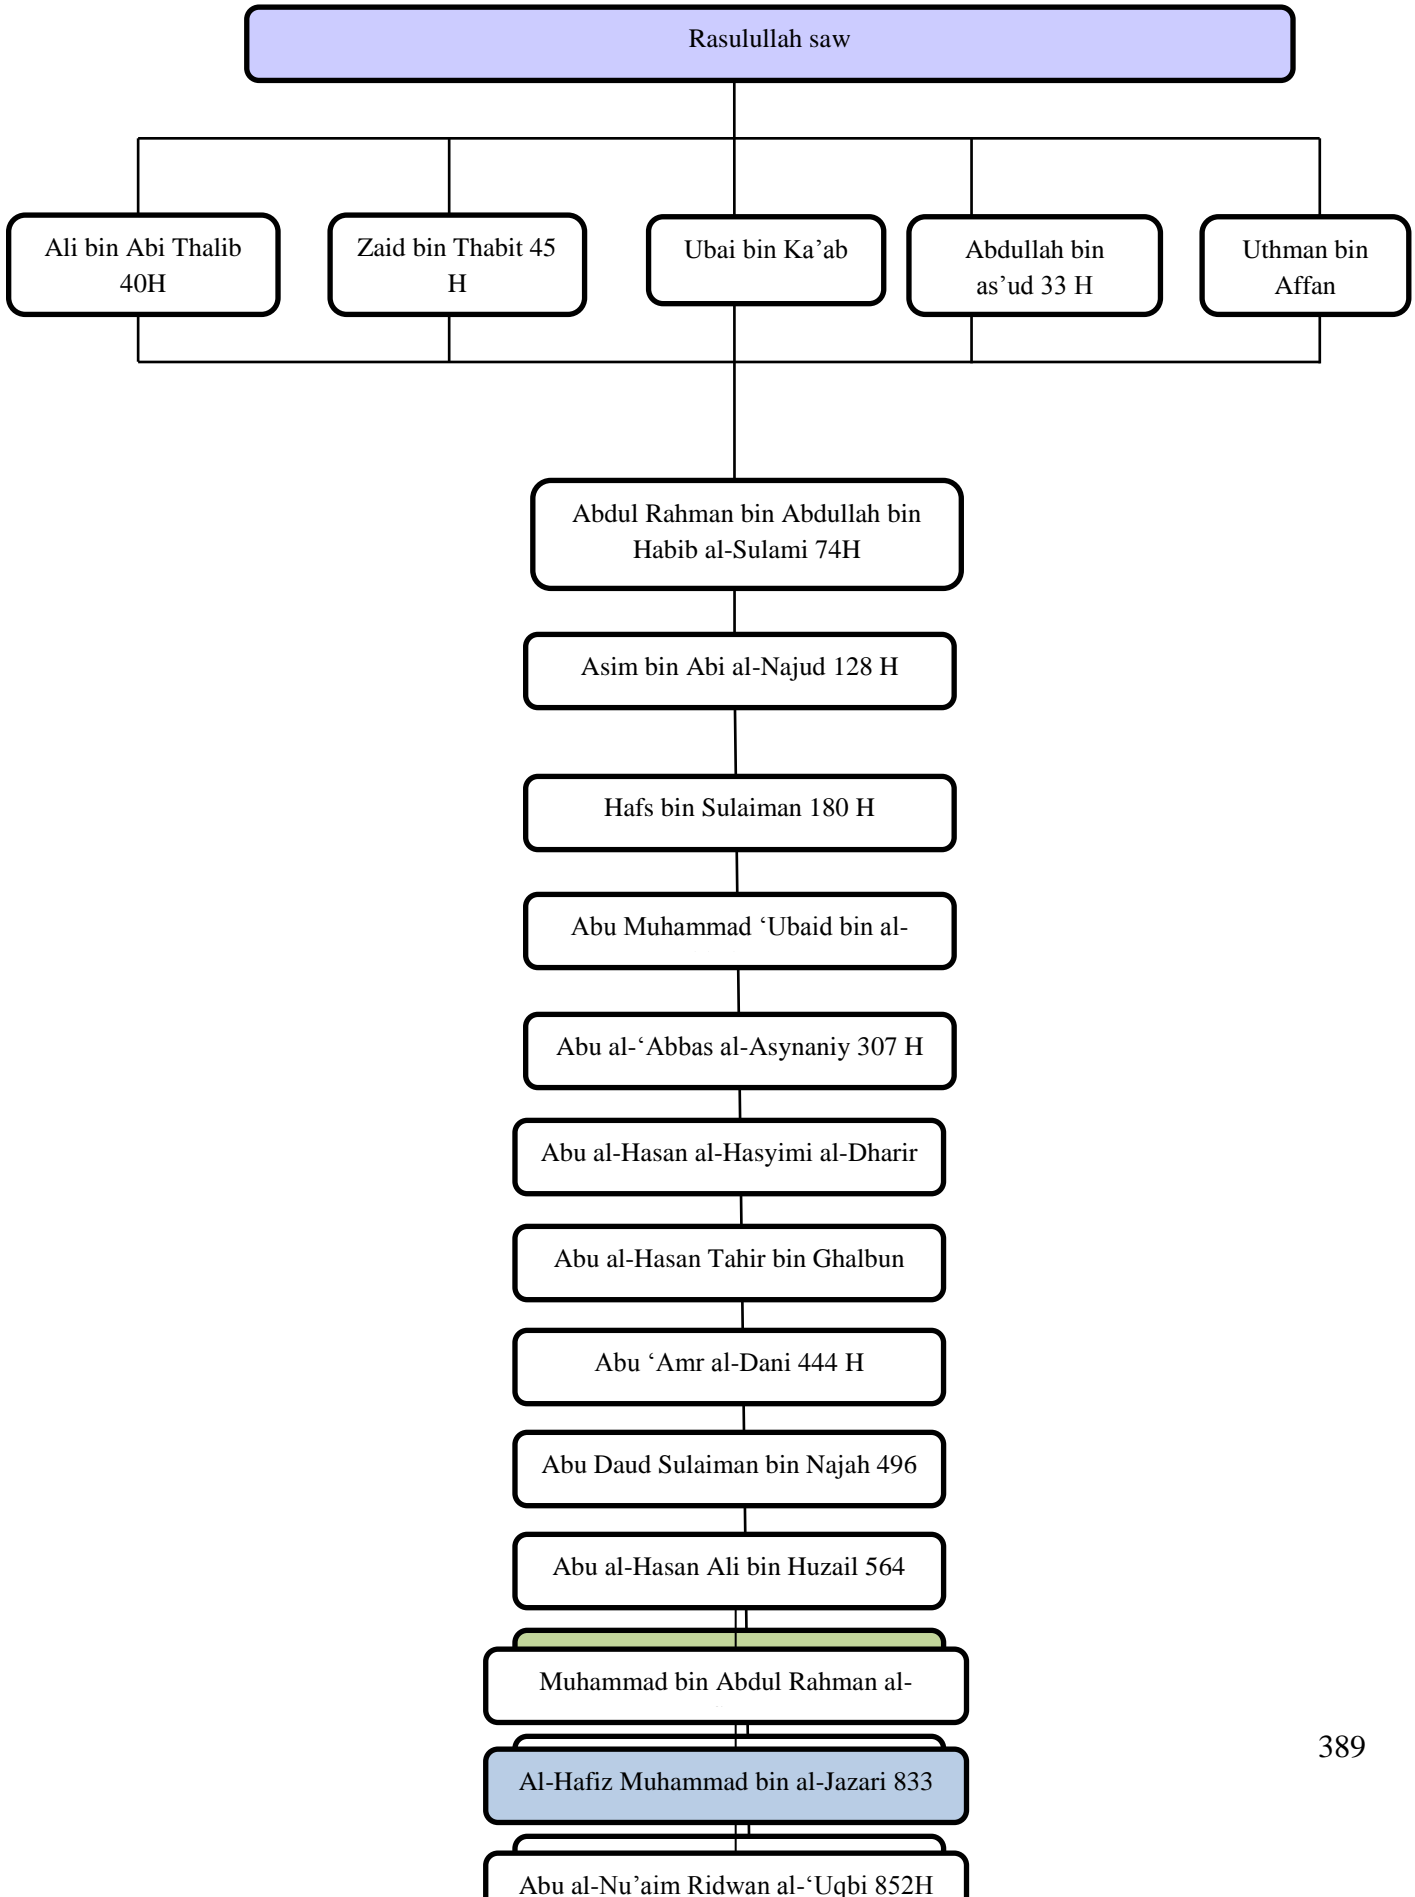 Rasulullah saw
Ali bin Abi Thalib
40H
Zaid bin Thabit 45
H
Ubai bin Ka’ab
Abdullah bin
as’ud 33 H
Uthman bin
Affan
Abdul Rahman bin Abdullah bin
Habib al-Sulami 74H
Asim bin Abi al-Najud 128 H
Hafs bin Sulaiman 180 H
Abu Muhammad ‘Ubaid bin al-
Abu al-‘Abbas al-Asynaniy 307 H
Abu al-Hasan al-Hasyimi al-Dharir
Abu al-Hasan Tahir bin Ghalbun
Abu ‘Amr al-Dani 444 H
Abu Daud Sulaiman bin Najah 496
Abu al-Hasan Ali bin Huzail 564
Muhammad bin Abdul Rahman al-
389
Al-Hafiz Muhammad bin al-Jazari 833
Abu al-Nu’aim Ridwan al-‘Uqbi 852H